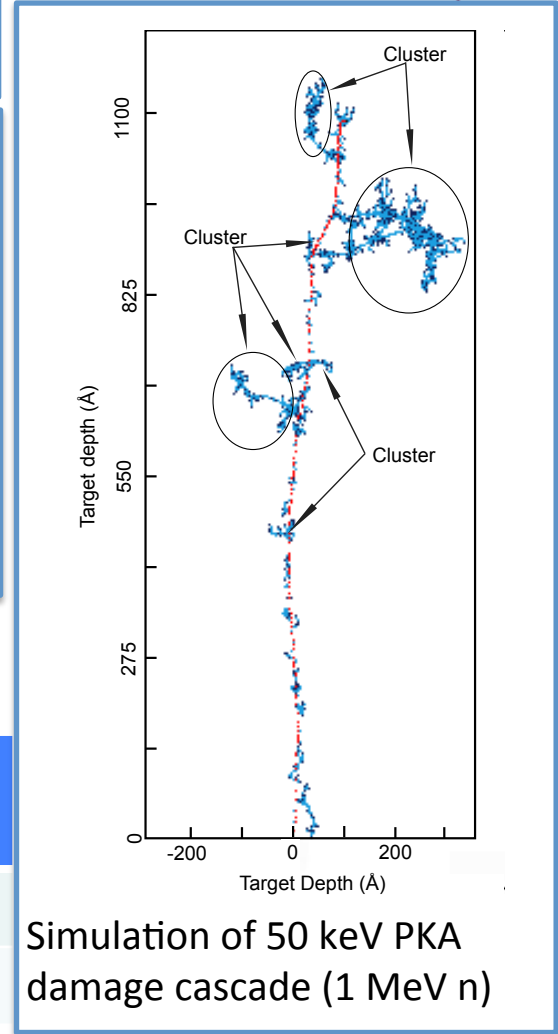 Cluster
1100
Cluster
825
Cluster
550
Target depth (Å)
275
0
-200 0 200
Target Depth (Å)
Simulation of 50 keV PKA
damage cascade (1 MeV n)